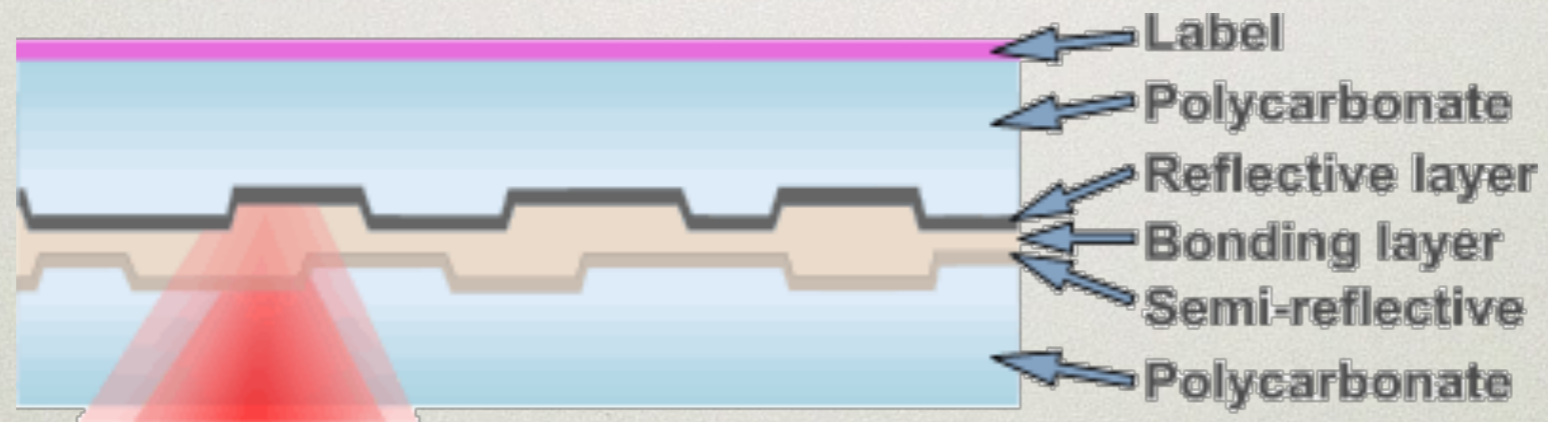 Label
Polycarbonate
Reflective layer
Bonding layer
Semi-reflective
Polycarbonate